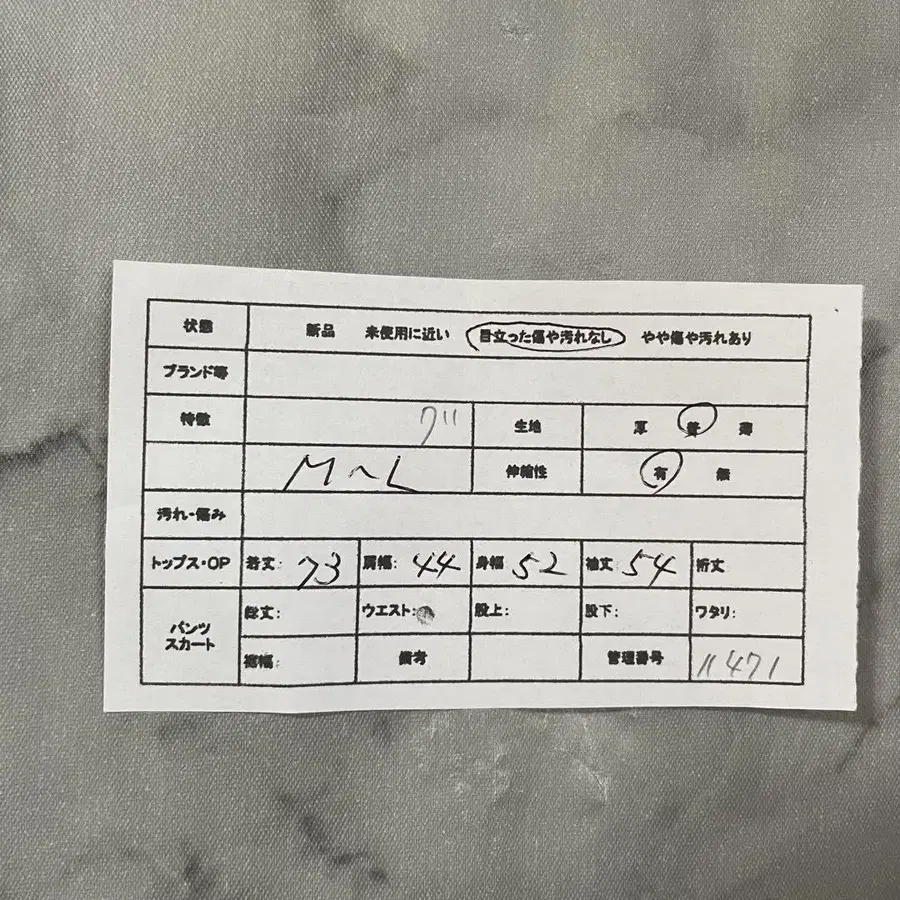 状態 新品 未使用に近い 目立った傷や汚れなし やや傷や汚れあり
ブランド等
特徴 生地 厚 普 薄
M～L 伸縮性 有 無
汚れ・傷み
トップス・OP 着丈: 73 肩幅: 44 身幅 52 袖丈 54 裄丈
パンツ スカート 総丈: ウエスト: 股上: 股下: ワタリ:
裾幅: 備考 管理番号 11471